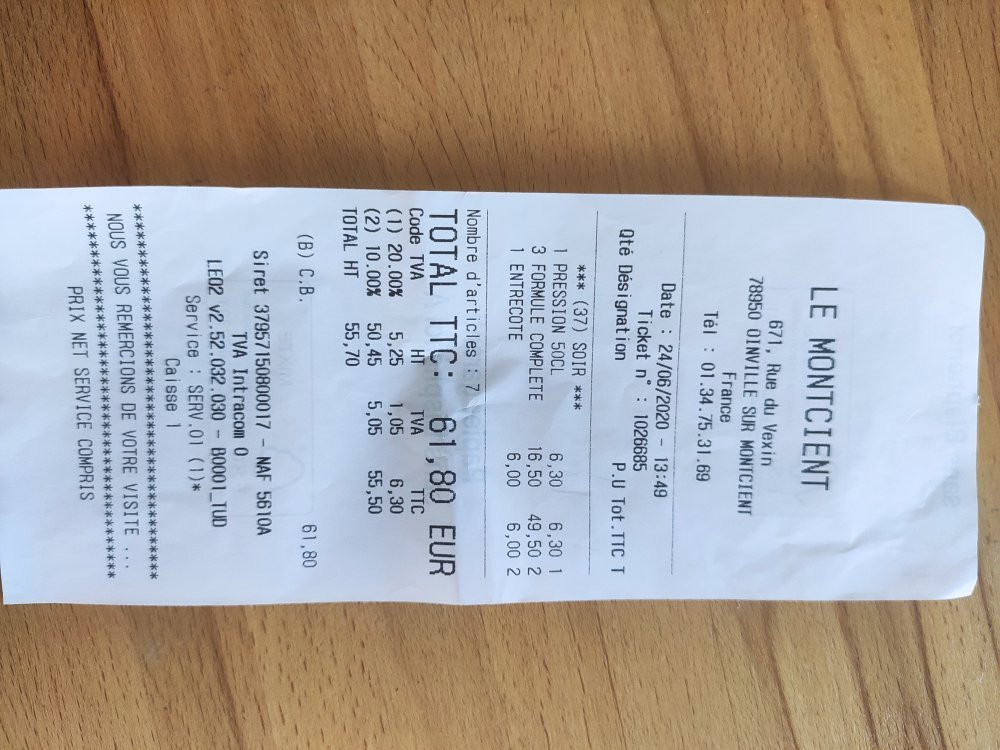 LE MONTCIENT
671, Rue du Vexin
78950 OINVILLE SUR MONTCIENT
France
Tél : 01.34.75.31.69
Date : 24/06/2020 - 13:49
Ticket n° : 1026685
Qté Désignation P.U Tot.TTC T
*** (37) SOIR ***
1 PRESSION 50CL 6,30 6,30 1
3 FORMULE COMPLETE 16,50 49,50 2
1 ENTRECOTE 6,00 6,00 2
Nombre d'articles : 7
TOTAL TTC: 61,80 EUR
Code TVA HT TVA TTC
(1) 20.00% 5,25 1,05 6,30
(2) 10.00% 50,45 5,05 55,50
TOTAL HT 55,70
(B) C.B. 61,80
Siret 37957150800017 - NAF 5610A
TVA Intracom 0
LEO2 v2.52.032.030 - B0001_TUD
Service : SERV.01 (1)*
Caisse 1
****************************************
NOUS VOUS REMERCIONS DE VOTRE VISITE ...
****************************************
PRIX NET SERVICE COMPRIS